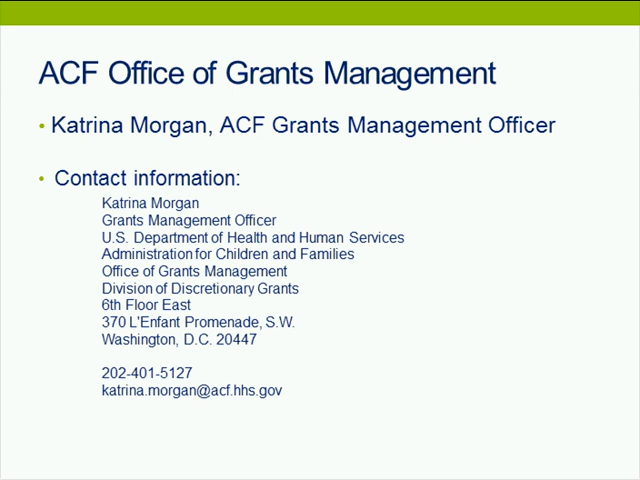 ACF Office of Grants Management
• Katrina Morgan, ACF Grants Management Officer
• Contact information:
Katrina Morgan
Grants Management Officer
U.S. Department of Health and Human Services
Administration for Children and Families
Office of Grants Management
Division of Discretionary Grants
6th Floor East
370 L'Enfant Promenade, S.W.
Washington, D.C. 20447
202-401-5127
katrina.morgan@acf.hhs.gov